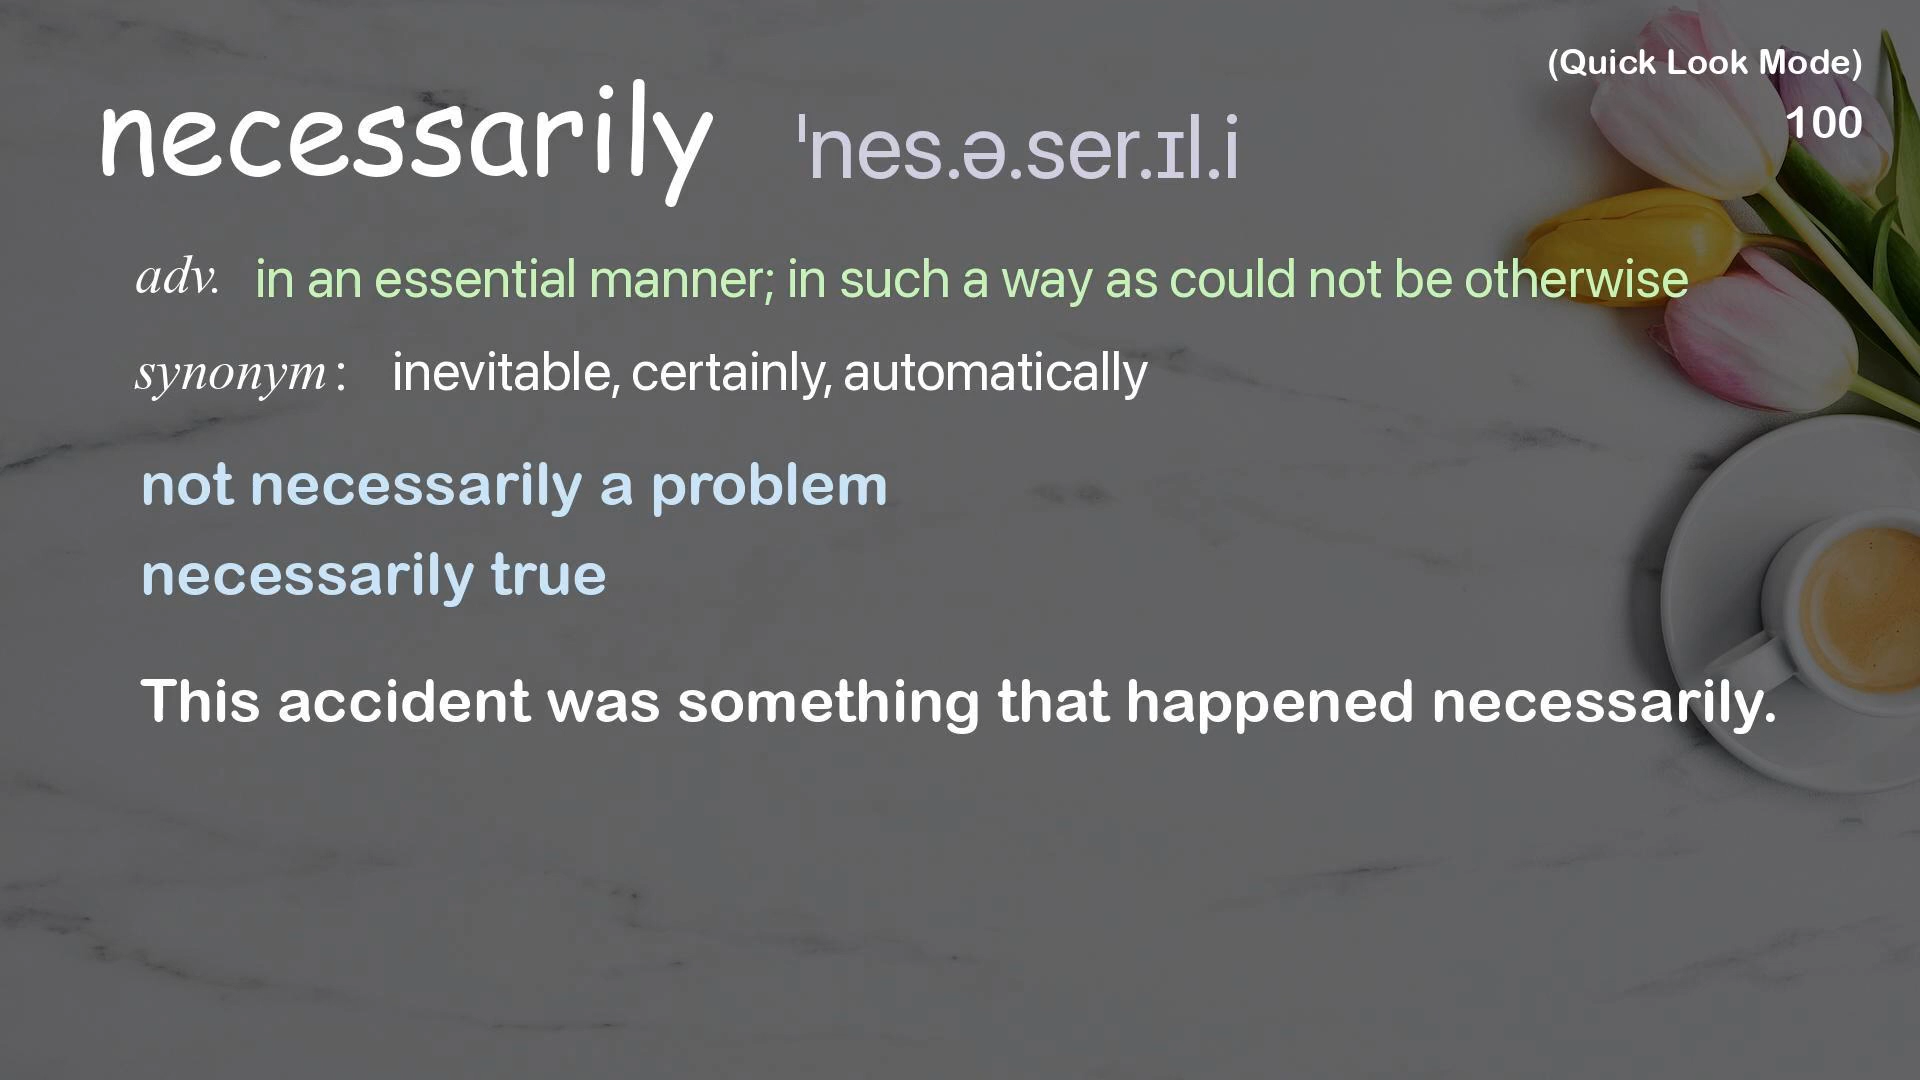 (Quick Look Mode)
100
necessarily ˈnes.ə.ser.ɪl.i
adv. in an essential manner; in such a way as could not be otherwise
synonym : inevitable, certainly, automatically
not necessarily a problem
necessarily true
This accident was something that happened necessarily.